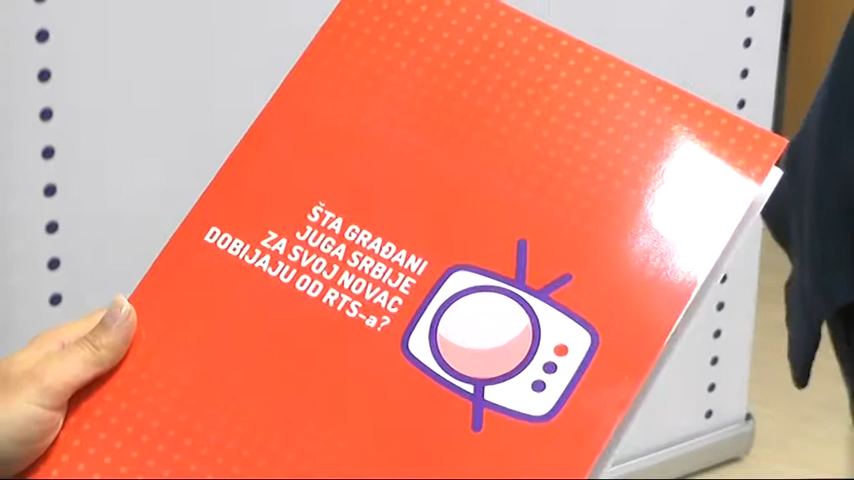 ŠTA GRAĐANI
JUGA SRBIJE
ZA SVOJ NOVAC
DOBIJAJU OD RTS-a?